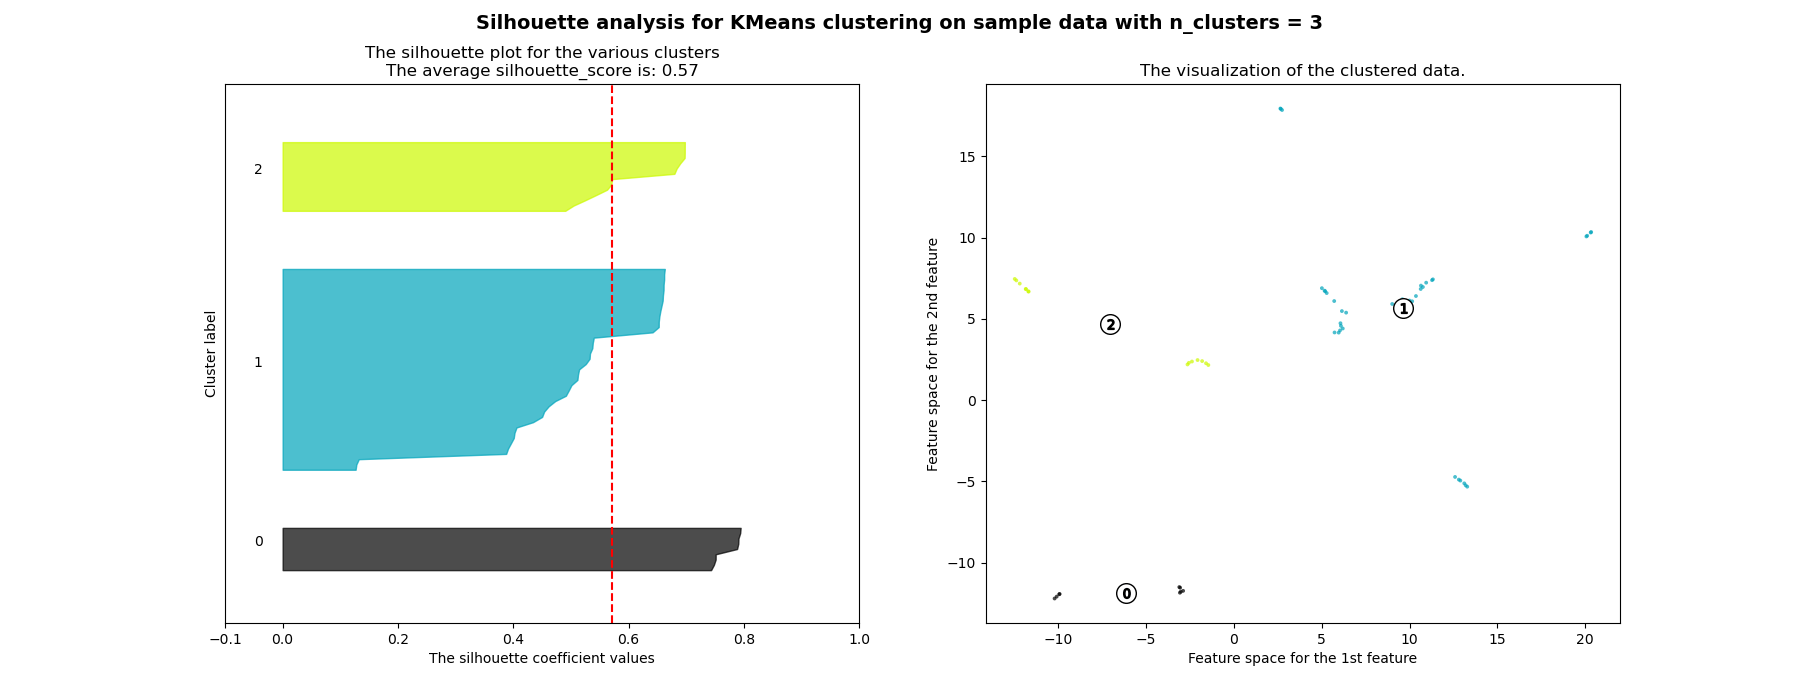 Silhouette analysis for KMeans clustering on sample data with n_clusters = 3
The silhouette plot for the various clusters
The average silhouette_score is: 0.57
2
1
0
Cluster label
−0.1 0.0 0.2 0.4 0.6 0.8 1.0
The silhouette coefficient values
The visualization of the clustered data.
15
10
5
0
−5
−10
Feature space for the 2nd feature
1
2
0
−10 −5 0 5 10 15 20
Feature space for the 1st feature